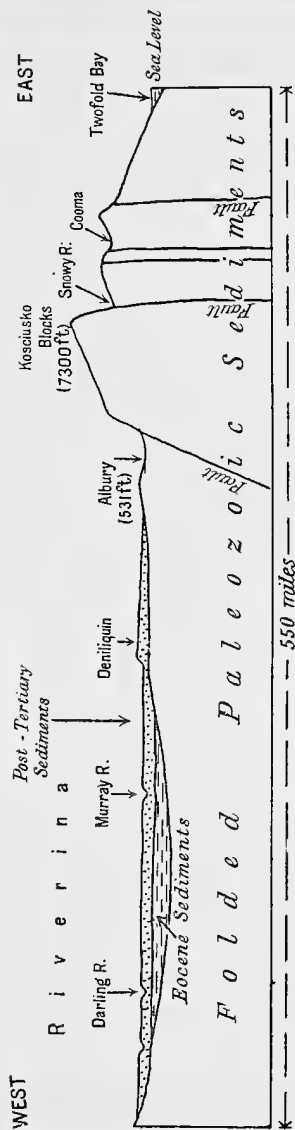 WEST
EAST
Riverina
Post-Tertiary
Sediments
Darling R.
Murray R.
Deniliquin
Albury
(531 ft)
Kosciusko
Blocks
(7300 ft)
Snowy R.
Cooma
Twofold Bay
Sea Level
Eocene Sediments
Fault
Fault
Fault
Folded Paleozoic Sediments
550 miles